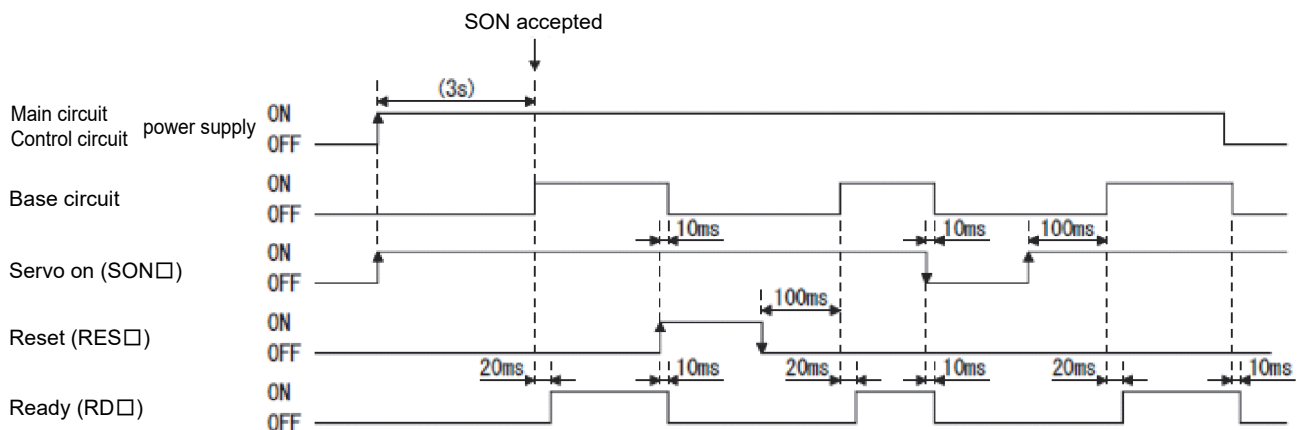 SON accepted
(3s)
Main circuit
Control circuit power supply
ON
OFF
Base circuit
ON
OFF
10ms
10ms
100ms
Servo on (SON□)
ON
OFF
100ms
Reset (RES□)
ON
OFF
20ms
10ms
20ms
10ms
20ms
10ms
Ready (RD□)
ON
OFF